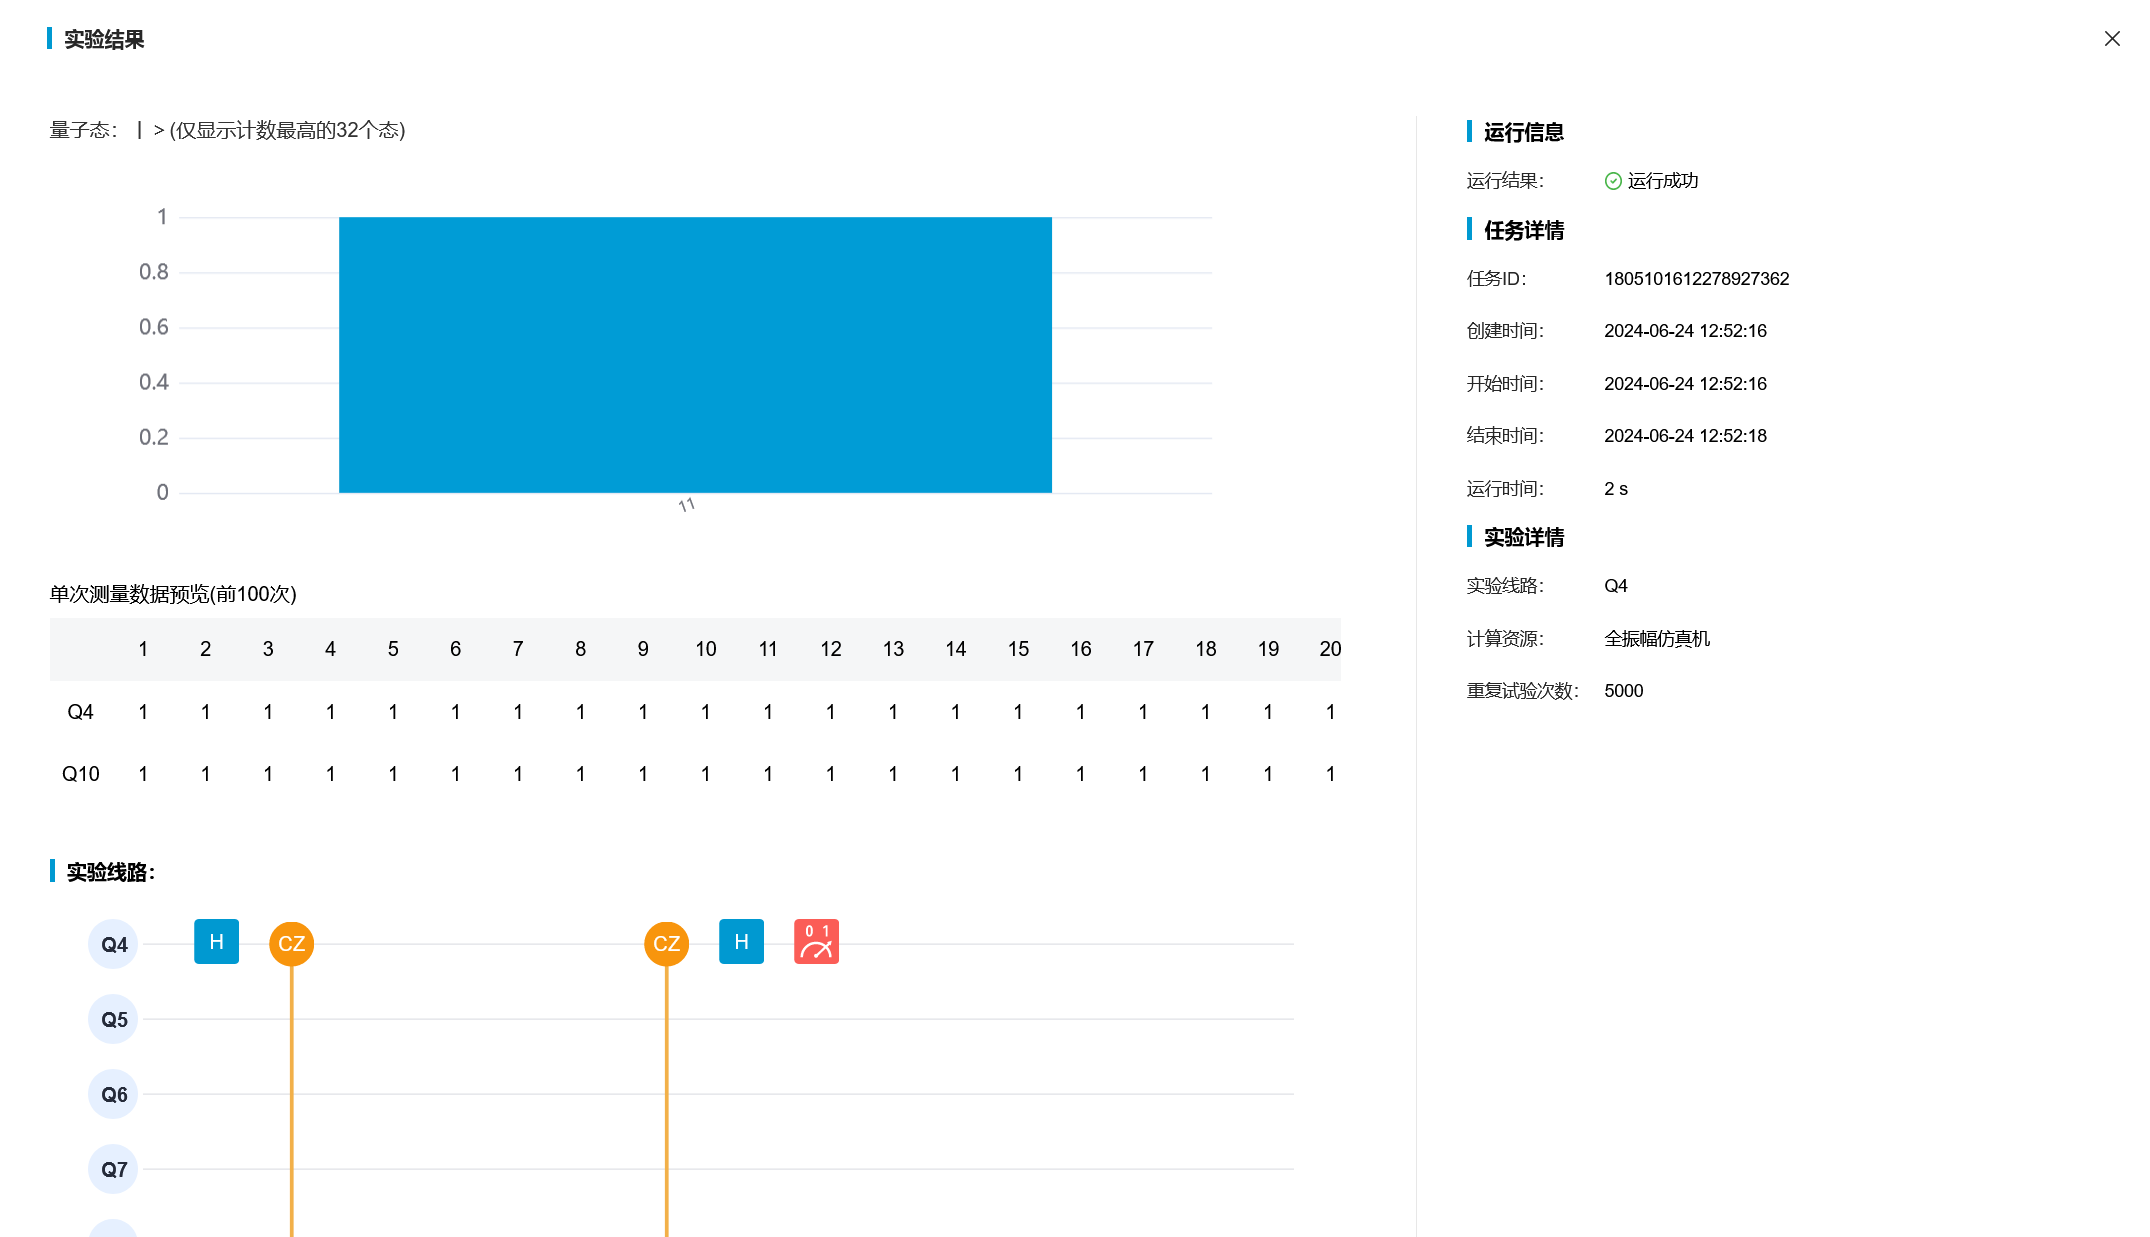 实验结果
量子态： | > (仅显示计数最高的32个态)
1
0.8
0.6
0.4
0.2
0
11
单次测量数据预览(前100次)
1 2 3 4 5 6 7 8 9 10 11 12 13 14 15 16 17 18 19 20
Q4 1 1 1 1 1 1 1 1 1 1 1 1 1 1 1 1 1 1 1 1
Q10 1 1 1 1 1 1 1 1 1 1 1 1 1 1 1 1 1 1 1 1
实验线路：
Q4 H CZ CZ H 0 1
Q5
Q6
Q7
运行信息
运行结果： 运行成功
任务详情
任务ID： 1805101612278927362
创建时间： 2024-06-24 12:52:16
开始时间： 2024-06-24 12:52:16
结束时间： 2024-06-24 12:52:18
运行时间： 2 s
实验详情
实验线路： Q4
计算资源： 全振幅仿真机
重复试验次数： 5000